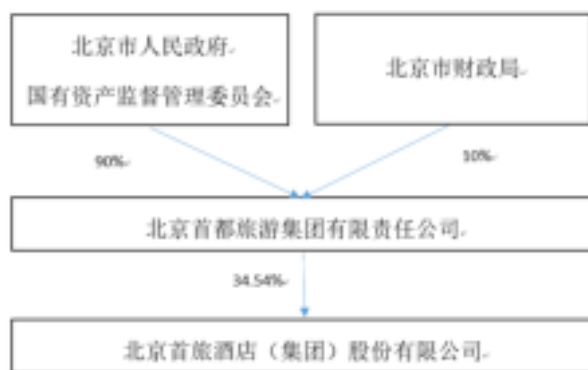 北京市人民政府
国有资产监督管理委员会
北京市财政局
90%
10%
北京首都旅游集团有限责任公司
34.54%
北京首旅酒店（集团）股份有限公司